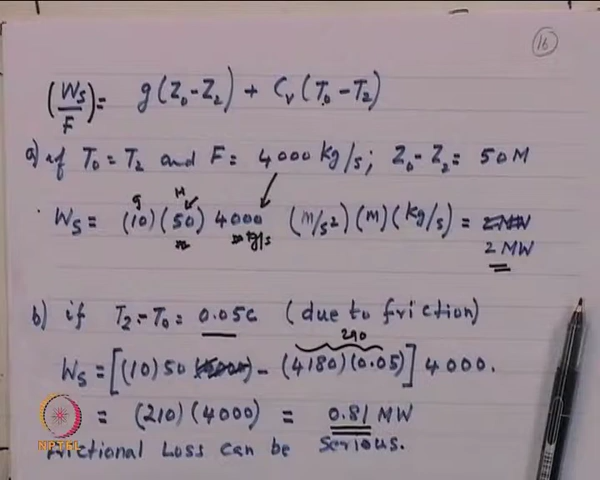 16
(Ws/F) = g(Z0-Z2) + Cv(T0-T2)
a) if T0 = T2 and F = 4000 kg/s; Z0-Z2 = 50M
g H
Ws = (10)(50) 4000 (m/s2)(m)(kg/s) = 2MW
m kg/s 2 MW
b) if T2-T0 = 0.05C (due to friction)
210
Ws = [(10)50 - (4180)(0.05)] 4000.
= (210)(4000) = 0.81 MW
NPTEL
Frictional Loss can be serious.